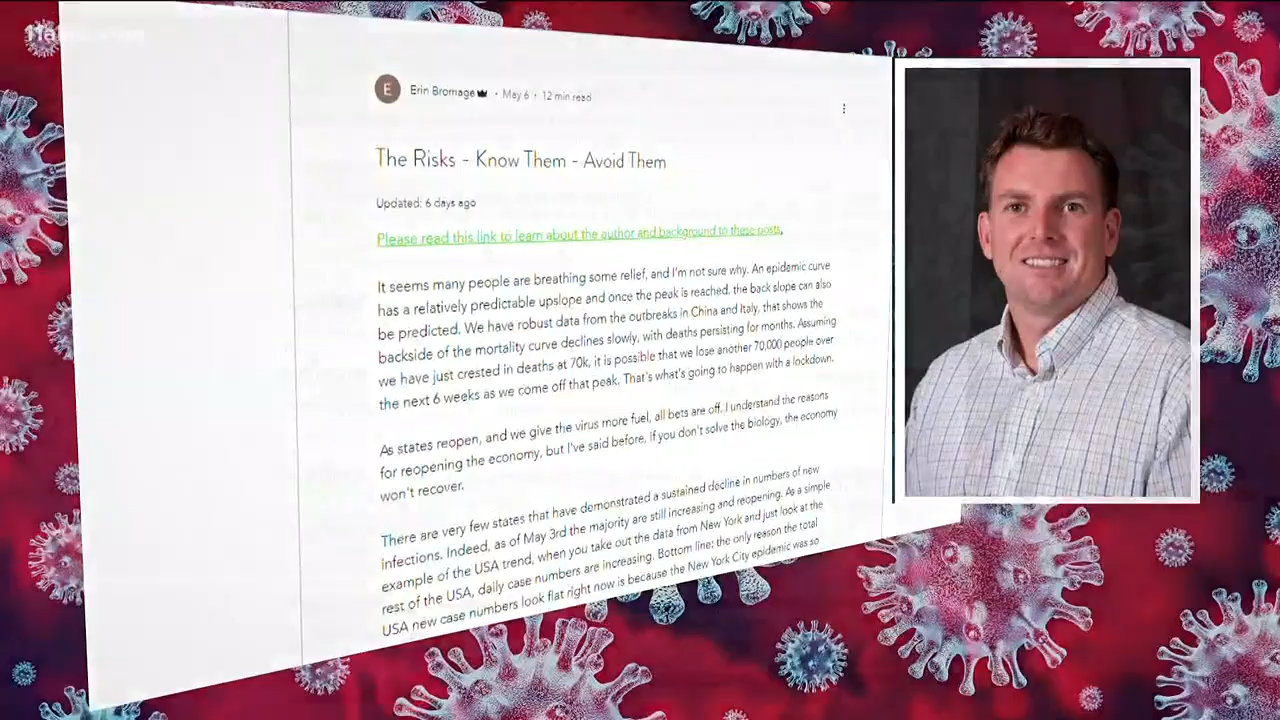 E
Erin Bromage · May 6 · 12 min read
The Risks - Know Them - Avoid Them
Updated: 6 days ago
Please read this link to learn about the author and background to these posts.
It seems many people are breathing some relief, and I'm not sure why. An epidemic curve
has a relatively predictable upslope and once the peak is reached, the back slope can also
be predicted. We have robust data from the outbreaks in China and Italy, that shows the
backside of the mortality curve declines slowly, with deaths persisting for months. Assuming
we have just crested in deaths at 70k, it is possible that we lose another 70,000 people over
the next 6 weeks as we come off that peak. That's what's going to happen with a lockdown.
As states reopen, and we give the virus more fuel, all bets are off. I understand the reasons
for reopening the economy, but I've said before, if you don't solve the biology, the economy
won't recover.
There are very few states that have demonstrated a sustained decline in numbers of new
infections. Indeed, as of May 3rd the majority are still increasing and reopening. As a simple
example of the USA trend, when you take out the data from New York and just look at the
rest of the USA, daily case numbers are increasing. Bottom line: the only reason the total
USA new case numbers look flat right now is because the New York City epidemic was so